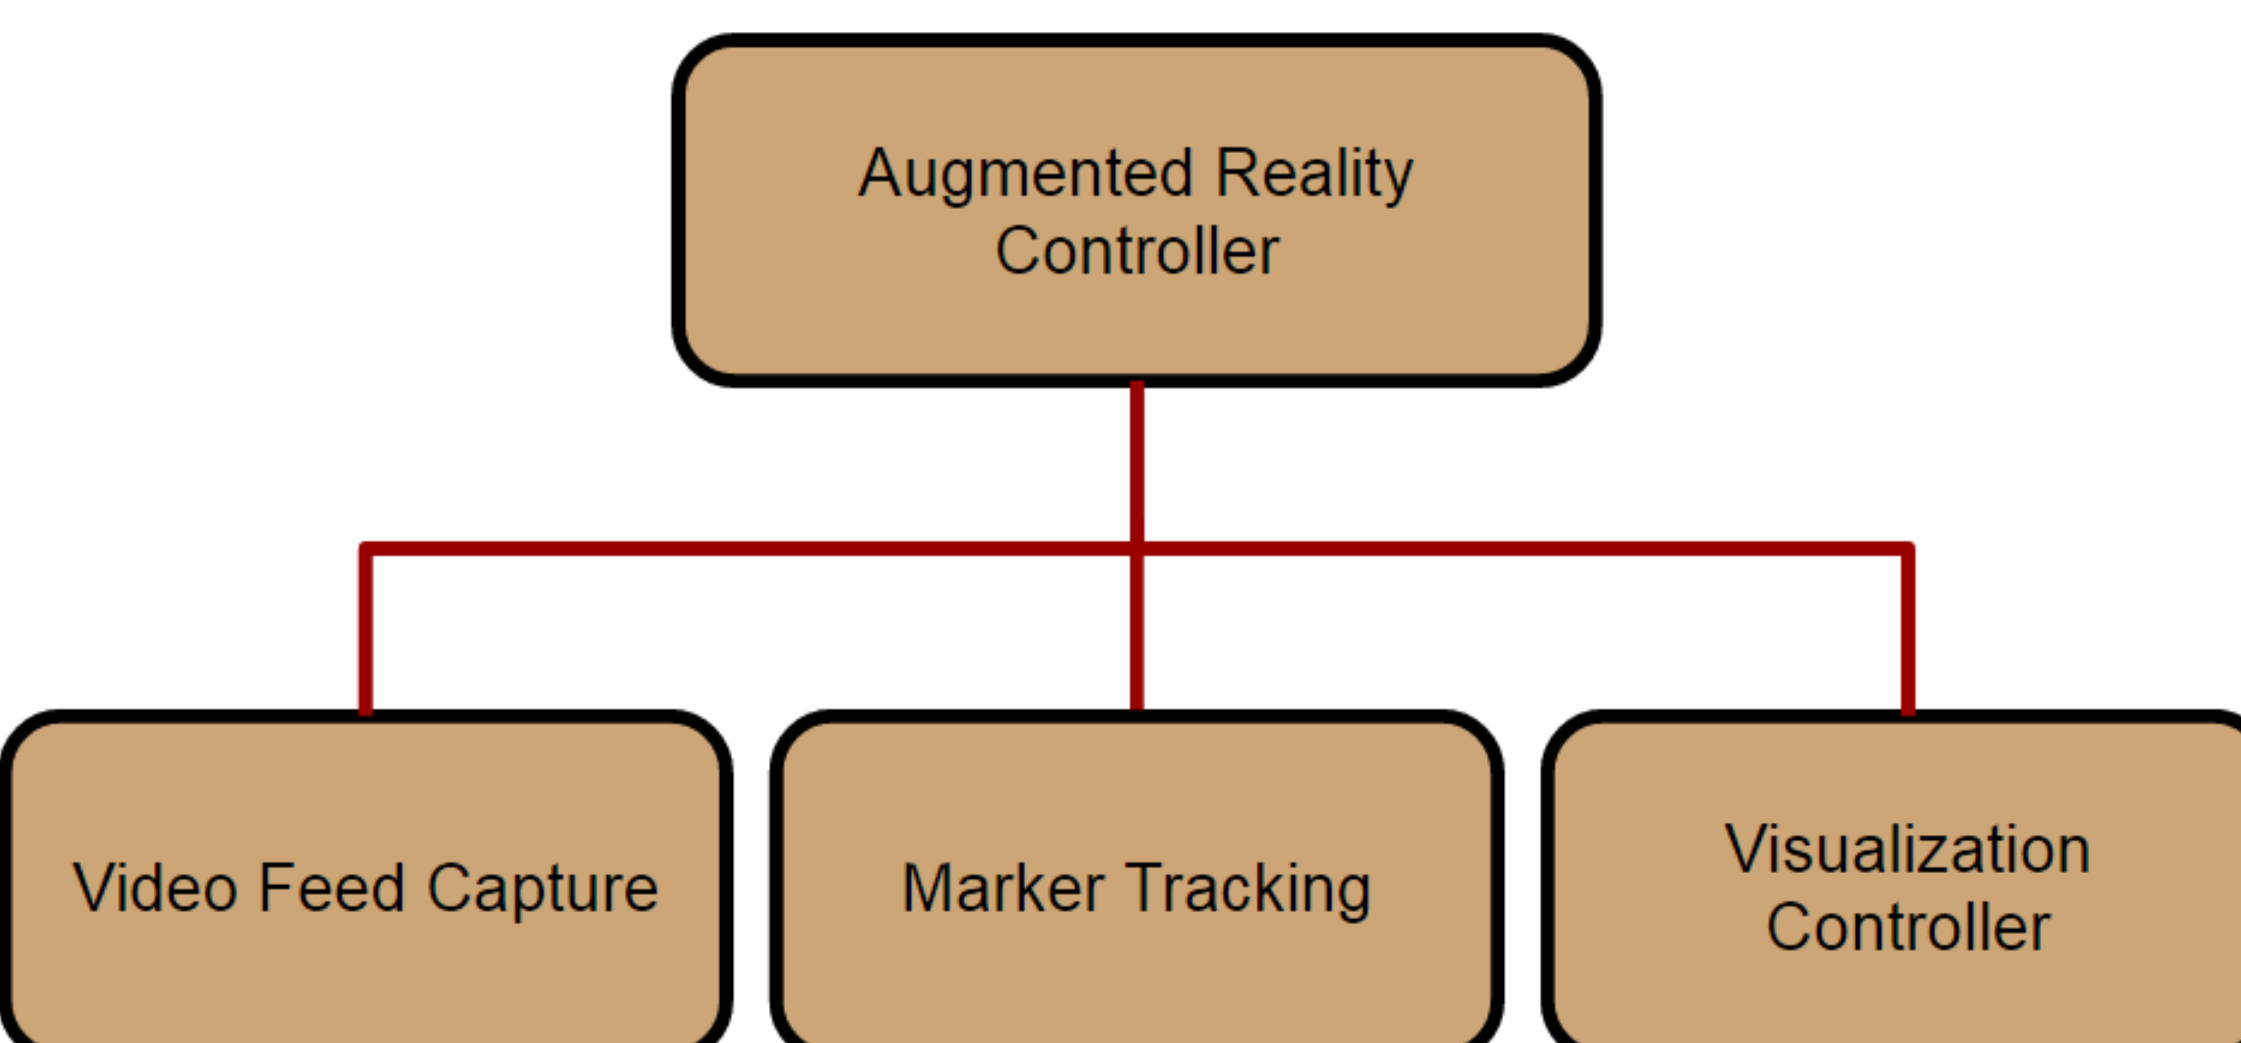 Augmented Reality
Controller
Video Feed Capture
Marker Tracking
Visualization
Controller